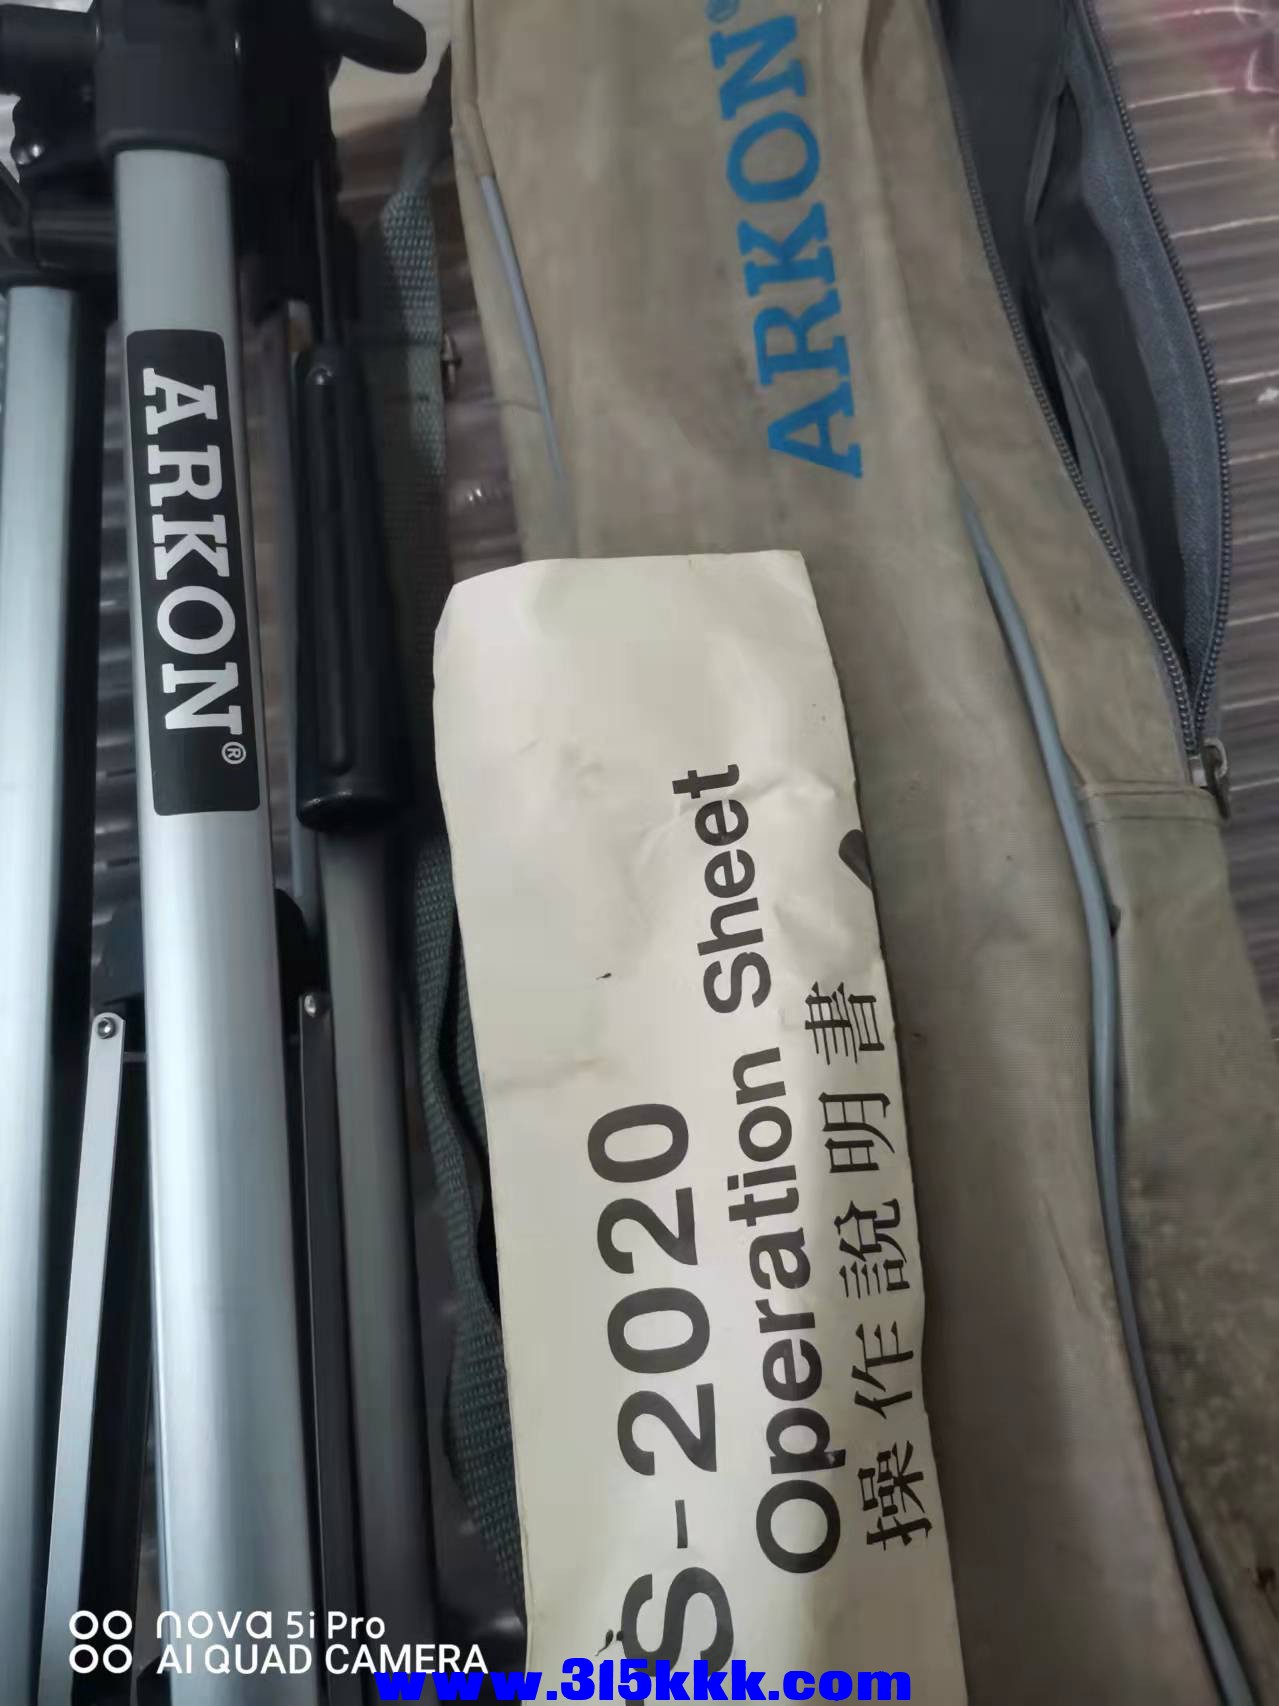 ARKON®
ARKON®
S-2020
Operation Sheet
操作說明書
nova 5i Pro
AI QUAD CAMERA
www.315kkk.com